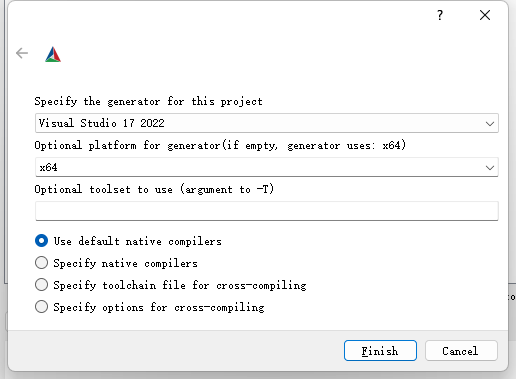 ?
Specify the generator for this project
Visual Studio 17 2022
Optional platform for generator(if empty, generator uses: x64)
x64
Optional toolset to use (argument to -T)
Use default native compilers
Specify native compilers
Specify toolchain file for cross-compiling
to
Specify options for cross-compiling
Finish Cancel